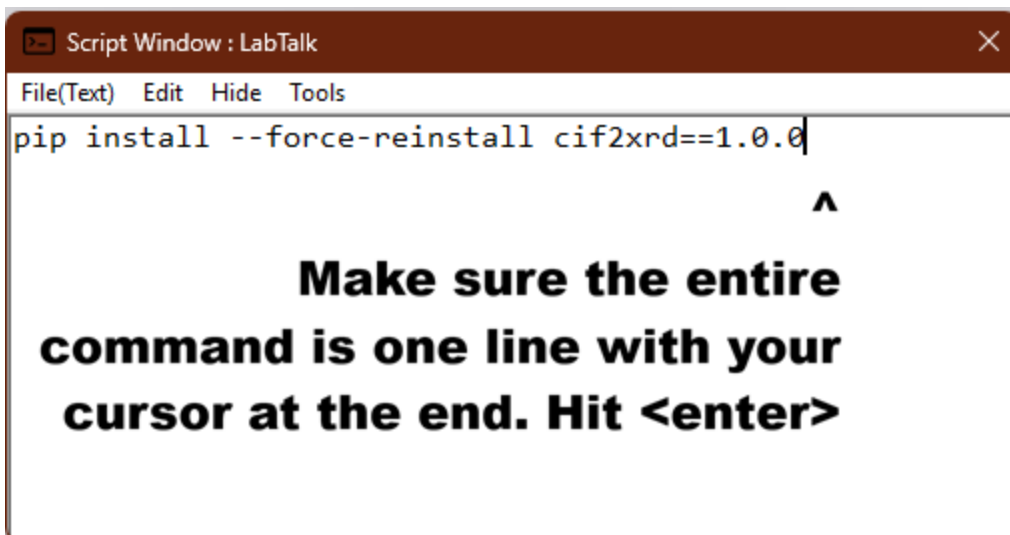 Script Window : LabTalk
File(Text) Edit Hide Tools
pip install --force-reinstall cif2xrd==1.0.0
^
Make sure the entire
command is one line with your
cursor at the end. Hit <enter>